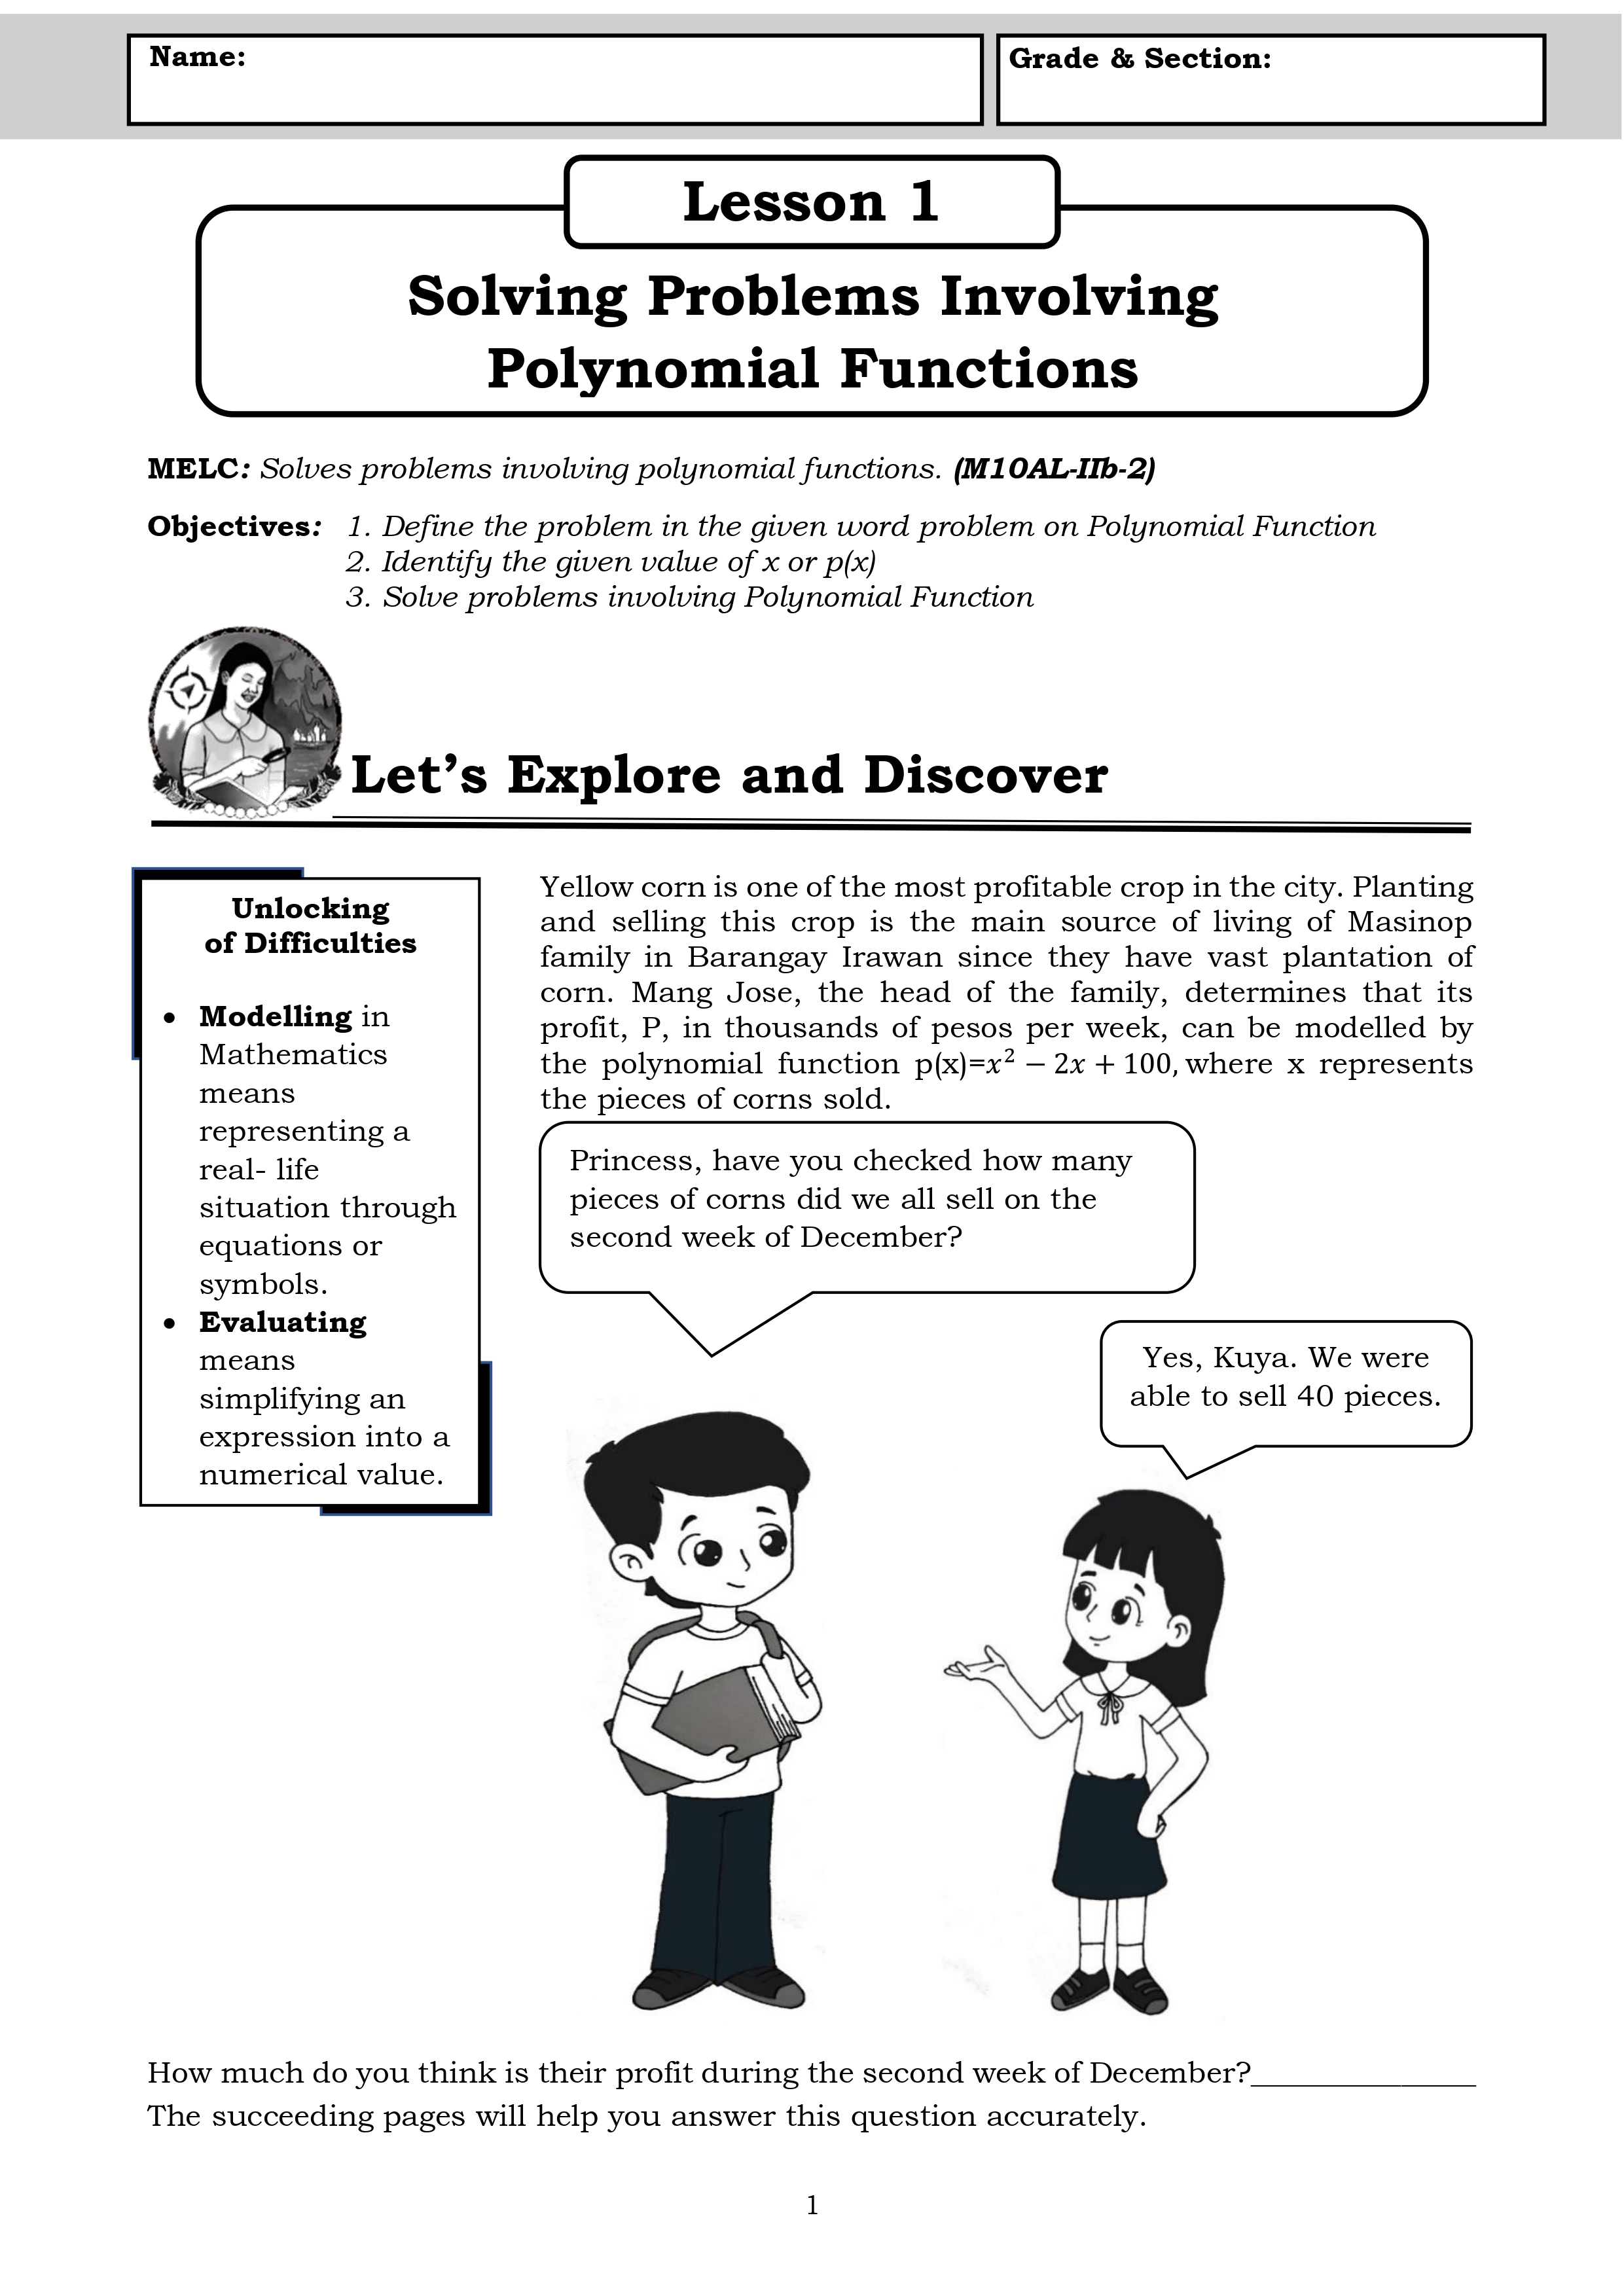 Name:
Grade & Section:
Lesson 1
Solving Problems Involving
Polynomial Functions
MELC: Solves problems involving polynomial functions. (M10AL-IIb-2)
Objectives: 1. Define the problem in the given word problem on Polynomial Function
2. Identify the given value of x or p(x)
3. Solve problems involving Polynomial Function
Let’s Explore and Discover
Unlocking
of Difficulties
• Modelling in
Mathematics
means
representing a
real- life
situation through
equations or
symbols.
• Evaluating
means
simplifying an
expression into a
numerical value.
Yellow corn is one of the most profitable crop in the city. Planting
and selling this crop is the main source of living of Masinop
family in Barangay Irawan since they have vast plantation of
corn. Mang Jose, the head of the family, determines that its
profit, P, in thousands of pesos per week, can be modelled by
the polynomial function p(x)=x² − 2x + 100, where x represents
the pieces of corns sold.
Princess, have you checked how many
pieces of corns did we all sell on the
second week of December?
Yes, Kuya. We were
able to sell 40 pieces.
How much do you think is their profit during the second week of December?_______________
The succeeding pages will help you answer this question accurately.
1